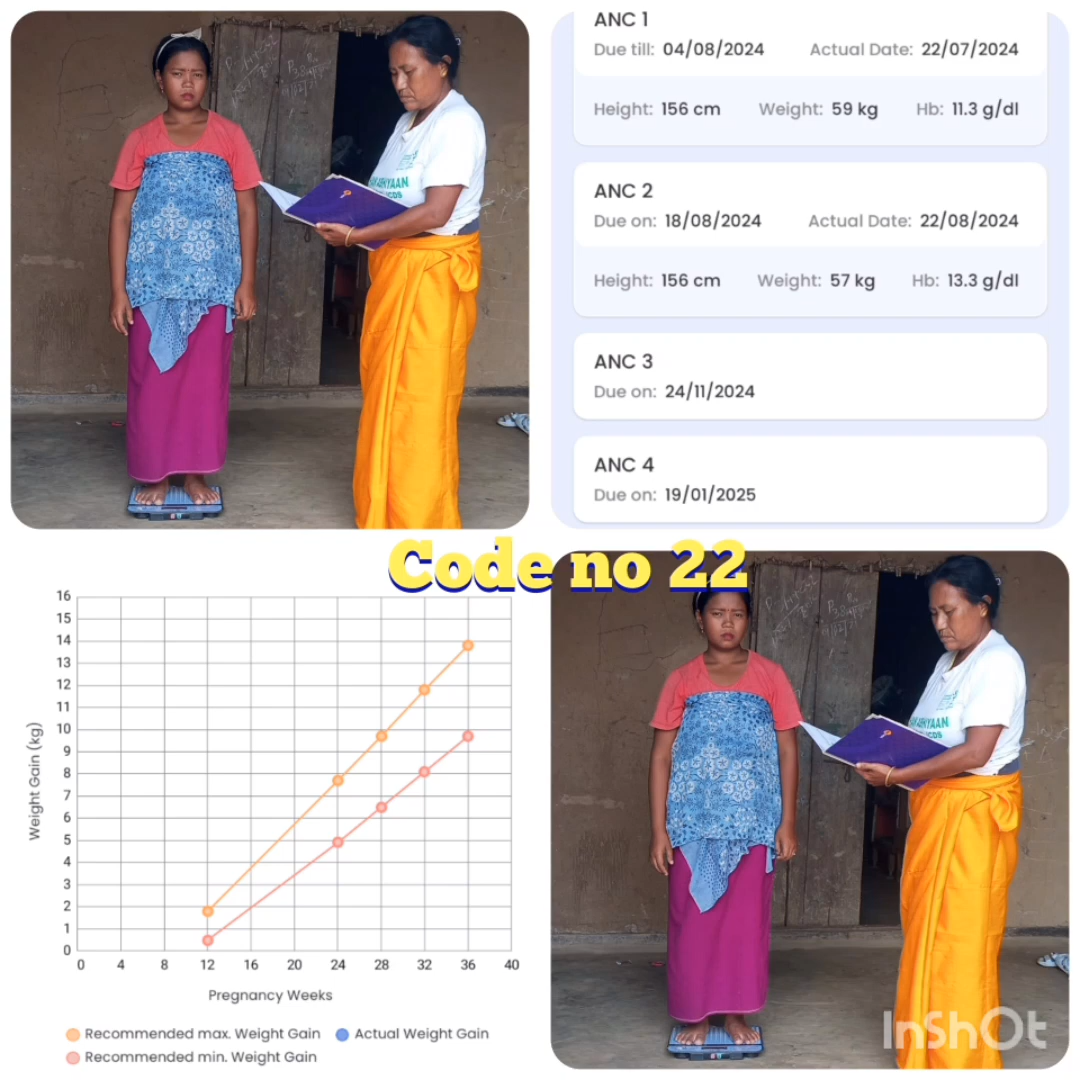 ANC 1
Due till: 04/08/2024 Actual Date: 22/07/2024
Height: 156 cm Weight: 59 kg Hb: 11.3 g/dl
ANC 2
Due on: 18/08/2024 Actual Date: 22/08/2024
Height: 156 cm Weight: 57 kg Hb: 13.3 g/dl
ANC 3
Due on: 24/11/2024
ANC 4
Due on: 19/01/2025
Code no 22
16
15
14
13
12
11
10
9
8
7
6
5
4
3
2
1
0
Weight Gain (kg)
0 4 8 12 16 20 24 28 32 36 40
Pregnancy Weeks
Recommended max. Weight Gain Actual Weight Gain
Recommended min. Weight Gain
InShOt